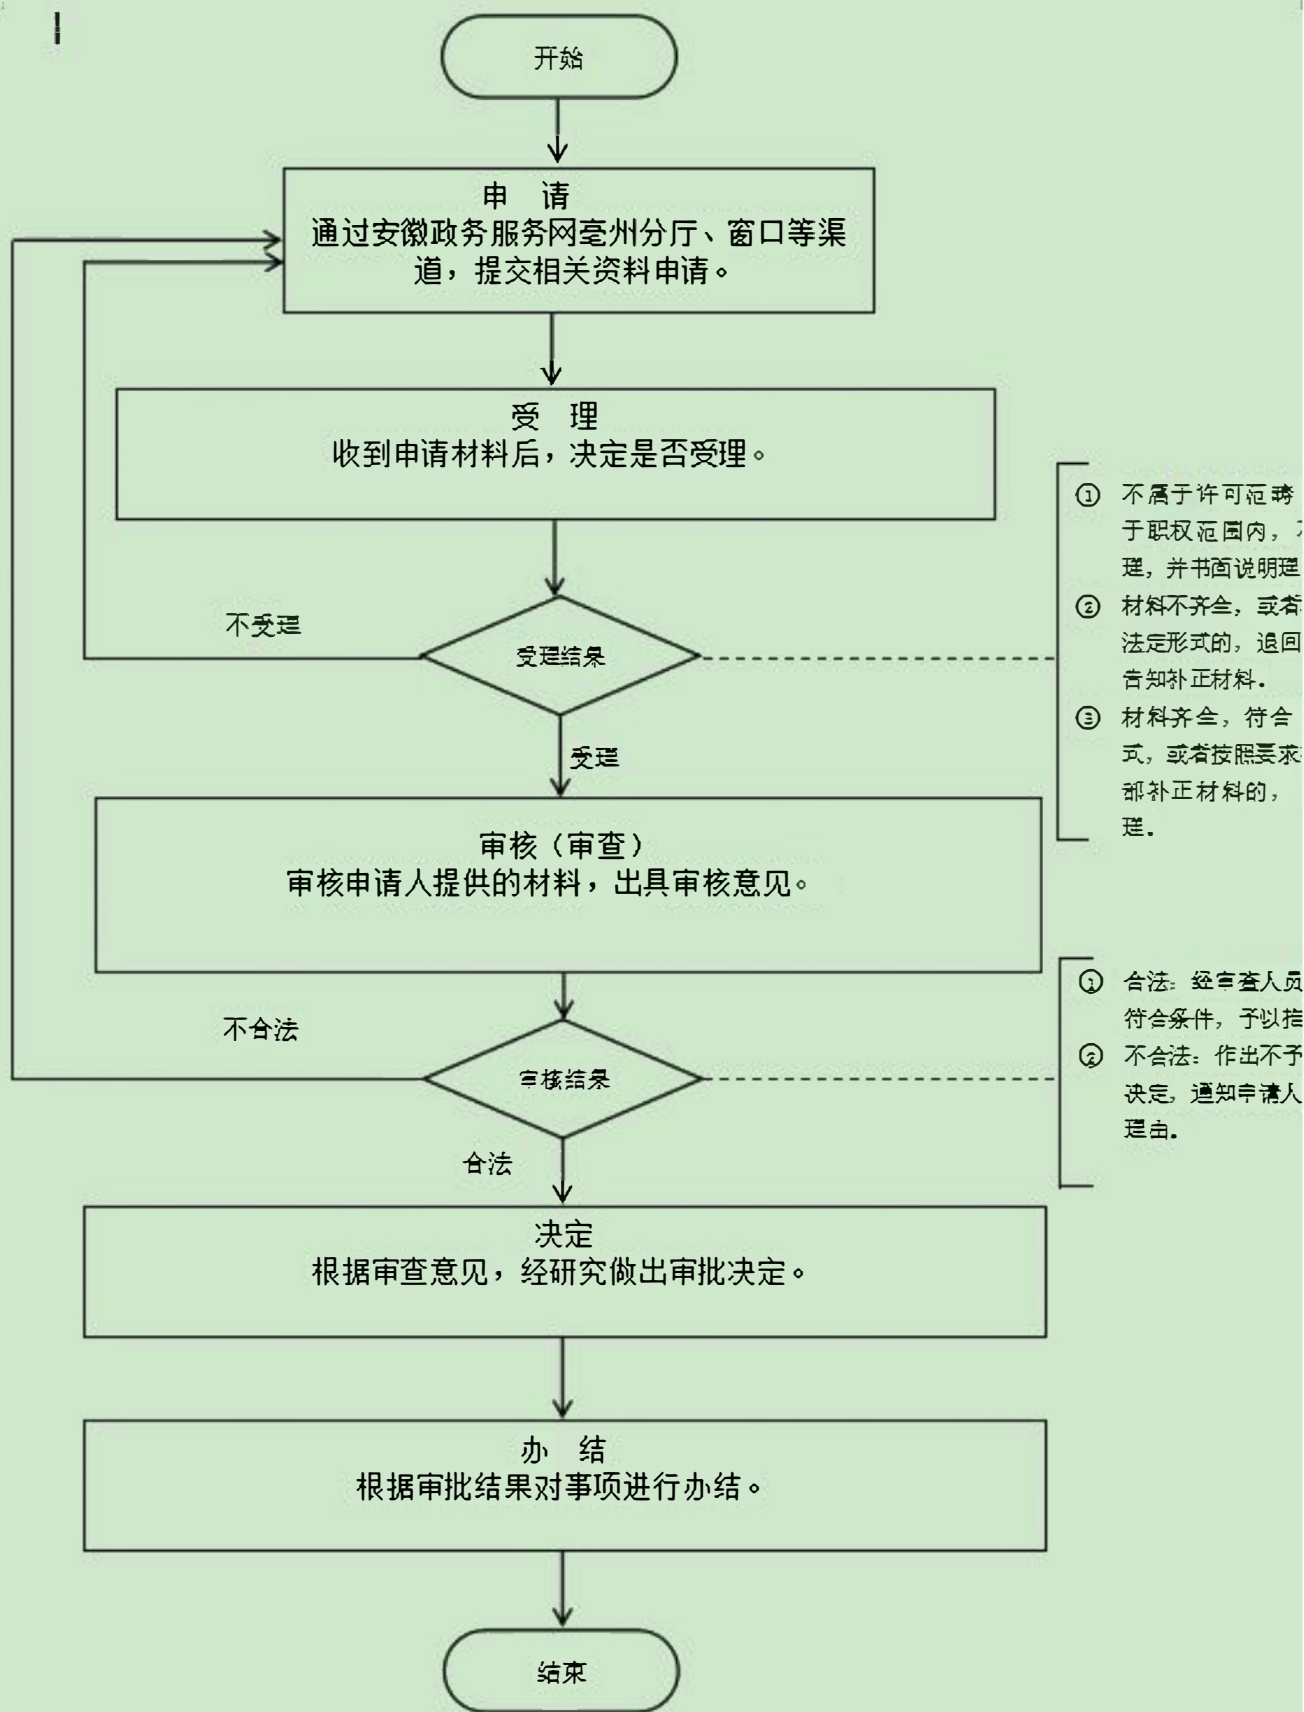 开始
申 请
通过安徽政务服务网亳州分厅、窗口等渠
道，提交相关资料申请。
受 理
收到申请材料后，决定是否受理。
① 不属于许可范畴
于职权范围内，
理，并书面说明理
不受理
② 材料不齐全，或者
法定形式的，退回
告知补正材料．
受理结果
③ 材料齐全，符合
式，或者按照要求
部补正材料的，
理．
受理
审核（审查）
审核申请人提供的材料，出具审核意见。
① 合法：经审查人员
符合条件，予以
② 不合法：作出不予
决定，通知申请人
理由．
不合法
审核结果
合法
决定
根据审查意见，经研究做出审批决定。
办 结
根据审批结果对事项进行办结。
结束